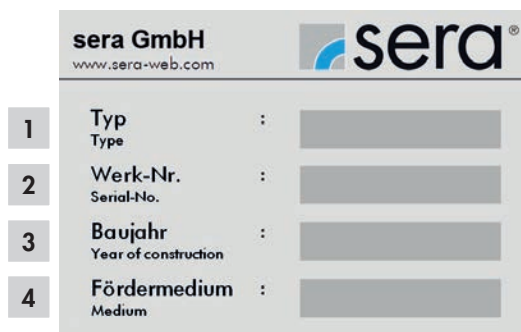 sera GmbH
www.sera-web.com
sera®
1
Typ :
Type
2
Werk-Nr. :
Serial-No.
3
Baujahr :
Year of construction
4
Fördermedium :
Medium